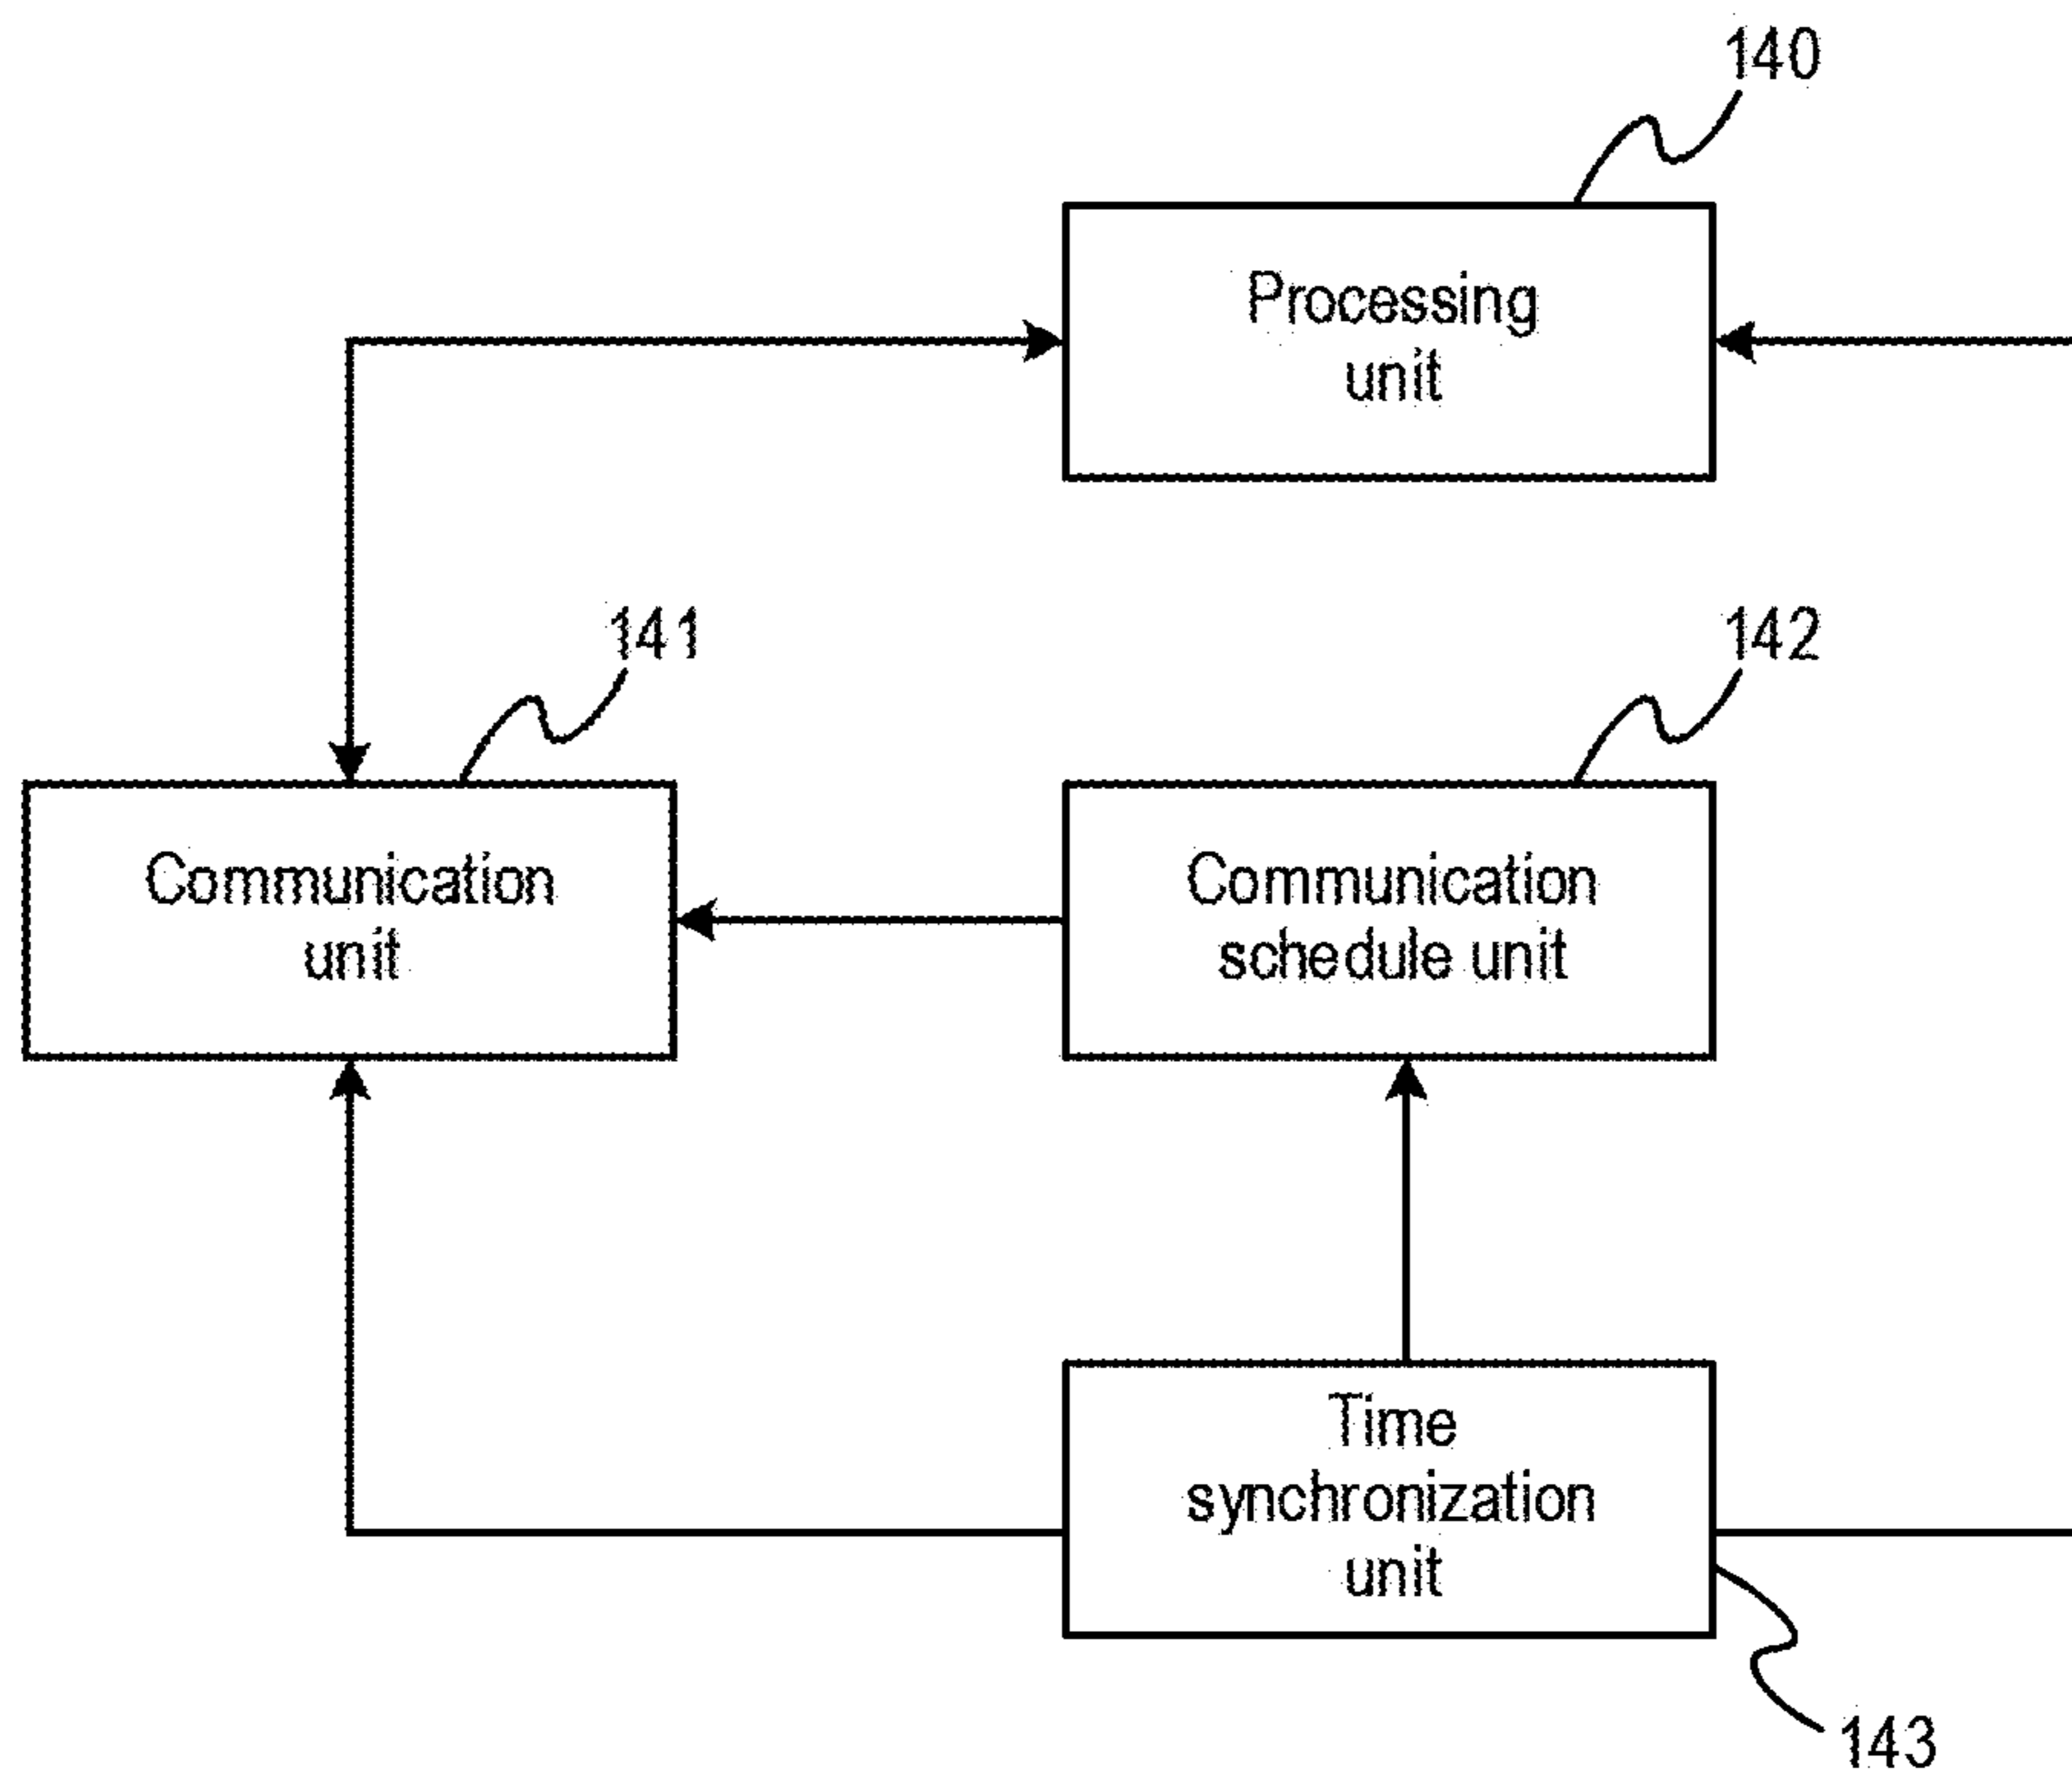 140
Processing
unit
141
142
Communication
unit
Communication
schedule unit
Time
synchronization
unit
143